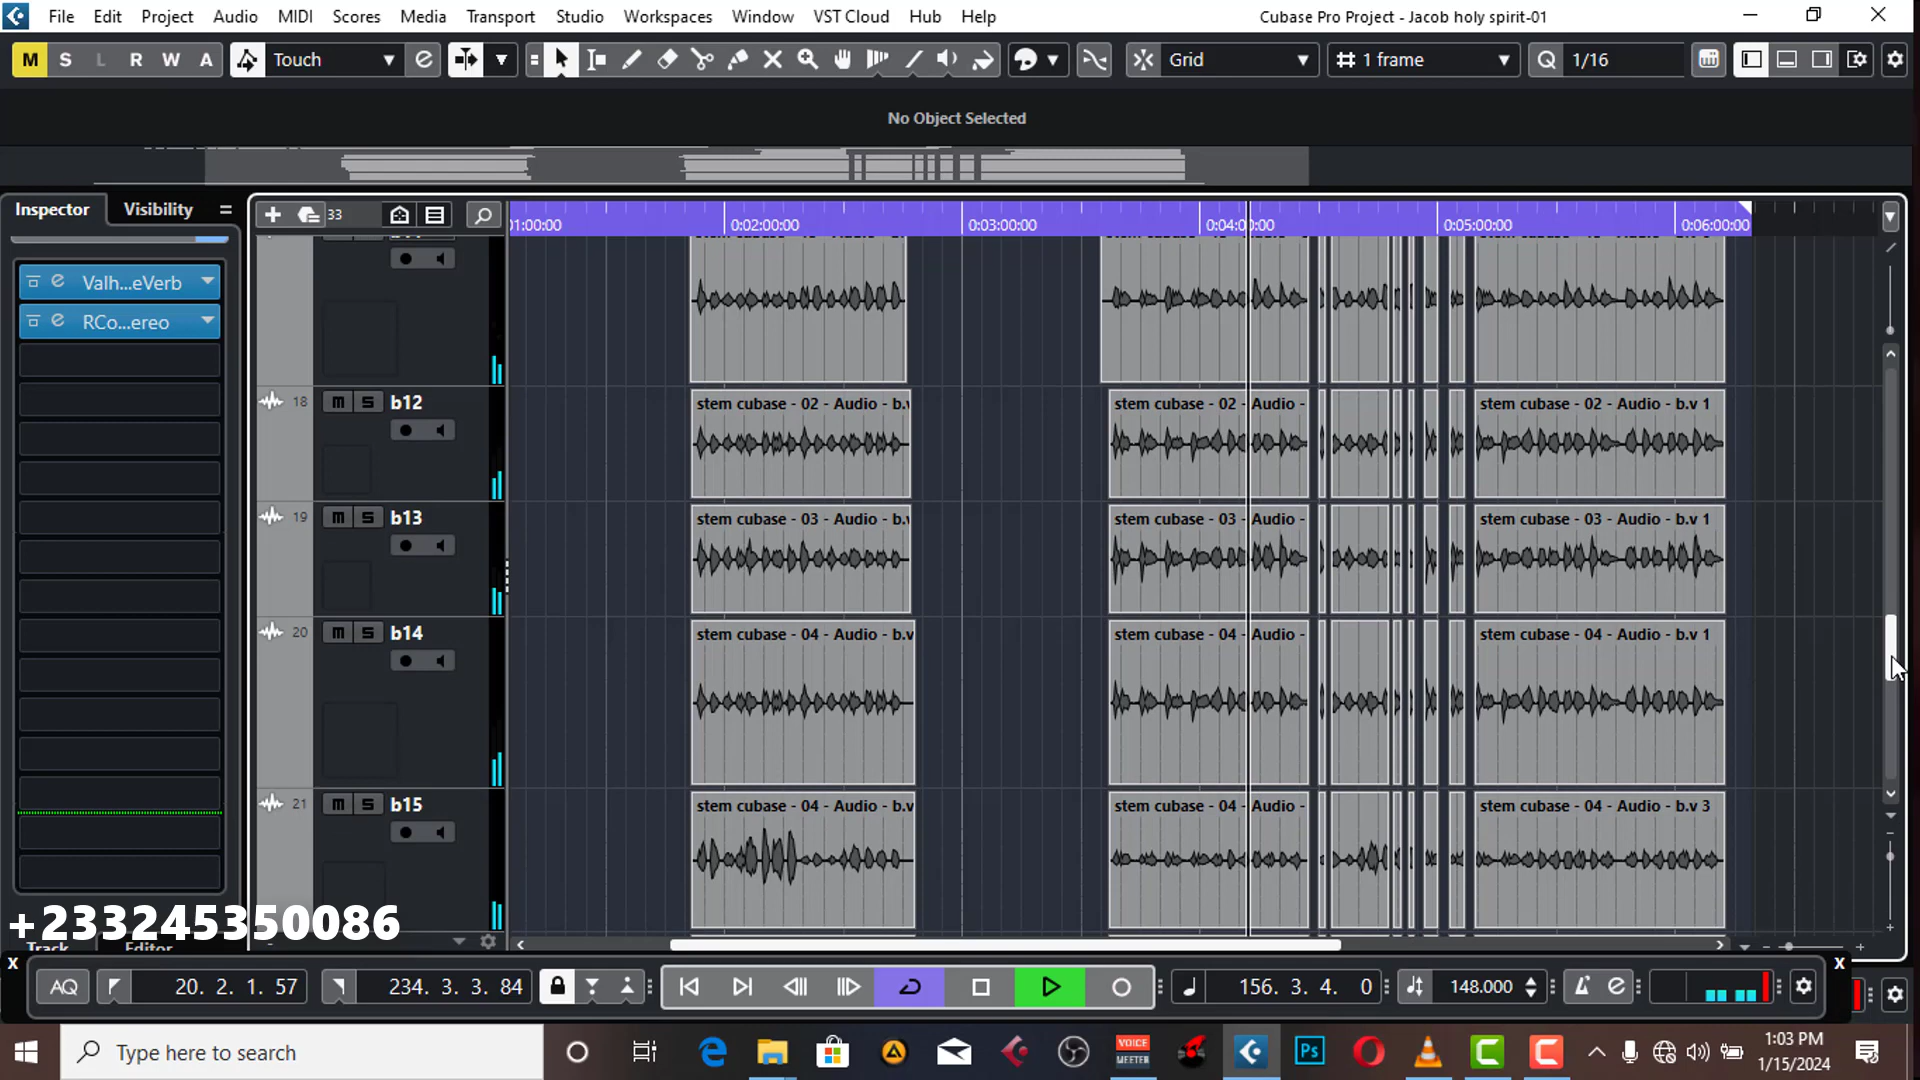 File Edit Project Audio MIDI Scores Media Transport Studio Workspaces Window VST Cloud Hub Help
Cubase Pro Project - Jacob holy spirit-01
M S L R W A Touch Grid 1 frame Q 1/16
No Object Selected
Inspector Visibility
33
0:02:00:00 0:03:00:00 0:04:00:00 0:05:00:00 0:06:00:00
Valh...eVerb
RCo...ereo
18 m S b12
stem cubase - 02 - Audio - b.v
stem cubase - 02 - Audio -
stem cubase - 02 - Audio - b.v 1
19 m S b13
stem cubase - 03 - Audio - b.v
stem cubase - 03 - Audio -
stem cubase - 03 - Audio - b.v 1
20 m S b14
stem cubase - 04 - Audio - b.v
stem cubase - 04 - Audio -
stem cubase - 04 - Audio - b.v 1
21 m S b15
stem cubase - 04 - Audio - b.v
stem cubase - 04 - Audio -
stem cubase - 04 - Audio - b.v 3
+233245350086
Track Editor
AQ 20. 2. 1. 57 234. 3. 3. 84 156. 3. 4. 0 148.000
Type here to search
VOICE
MEETER
Ps
1:03 PM
1/15/2024